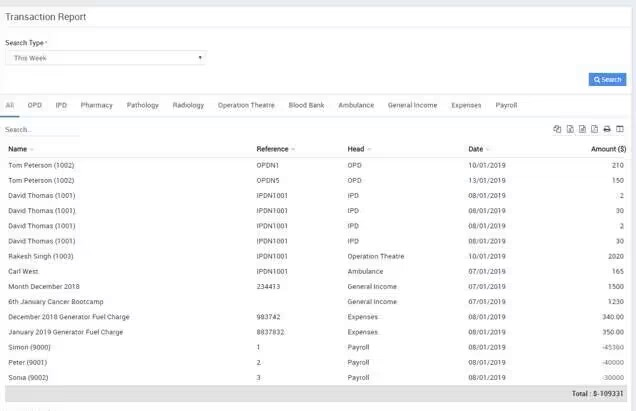 Transaction Report
Search Type *
This Week
Search
All OPD IPD Pharmacy Pathology Radiology Operation Theatre Blood Bank Ambulance General Income Expenses Payroll
Search...
Name Reference Head Date Amount ($)
Tom Peterson (1002) OPDN1 OPD 10/01/2019 210
Tom Peterson (1002) OPDN5 OPD 13/01/2019 150
David Thomas (1001) IPDN1001 IPD 08/01/2019 2
David Thomas (1001) IPDN1001 IPD 08/01/2019 30
David Thomas (1001) IPDN1001 IPD 08/01/2019 2
David Thomas (1001) IPDN1001 IPD 08/01/2019 30
Rakesh Singh (1003) IPDN1001 Operation Theatre 10/01/2019 2020
Carl West IPDN1001 Ambulance 07/01/2019 165
Month December 2018 234413 General Income 07/01/2019 1500
6th January Cancer Bootcamp General Income 07/01/2019 1230
December 2018 Generator Fuel Charge 983742 Expenses 08/01/2019 340.00
January 2019 Generator Fuel Charge 8837832 Expenses 08/01/2019 350.00
Simon (9000) 1 Payroll 08/01/2019 -45360
Peter (9001) 2 Payroll 08/01/2019 -40000
Sonia (9002) 3 Payroll 08/01/2019 -30000
Total : $-109331